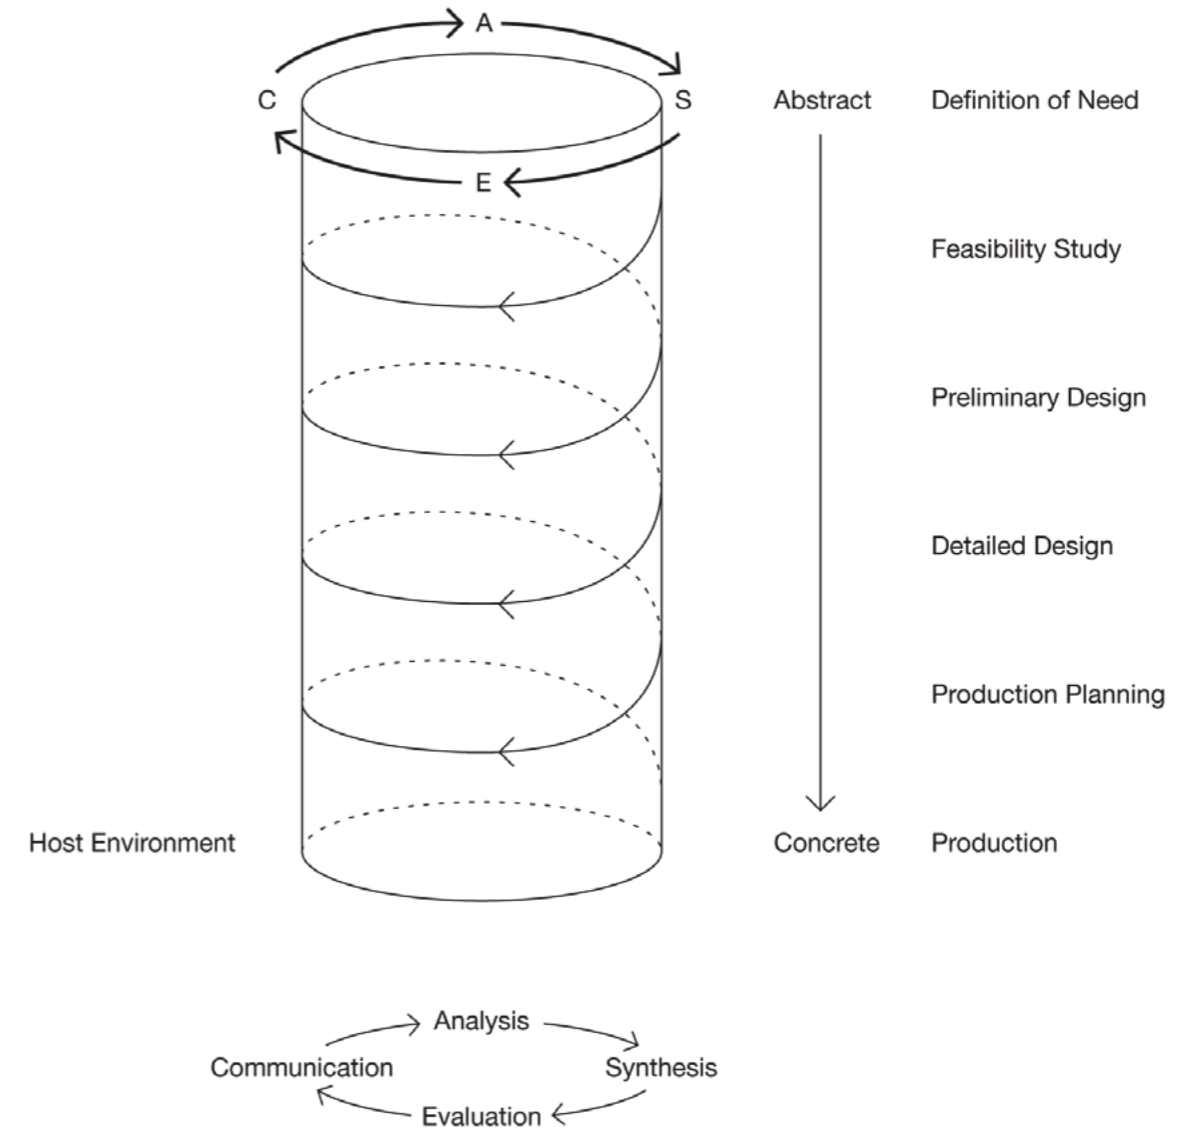 A
C
S
Abstract
Definition of Need
E
Feasibility Study
Preliminary Design
Detailed Design
Production Planning
Host Environment
Concrete
Production
Analysis
Communication
Synthesis
Evaluation